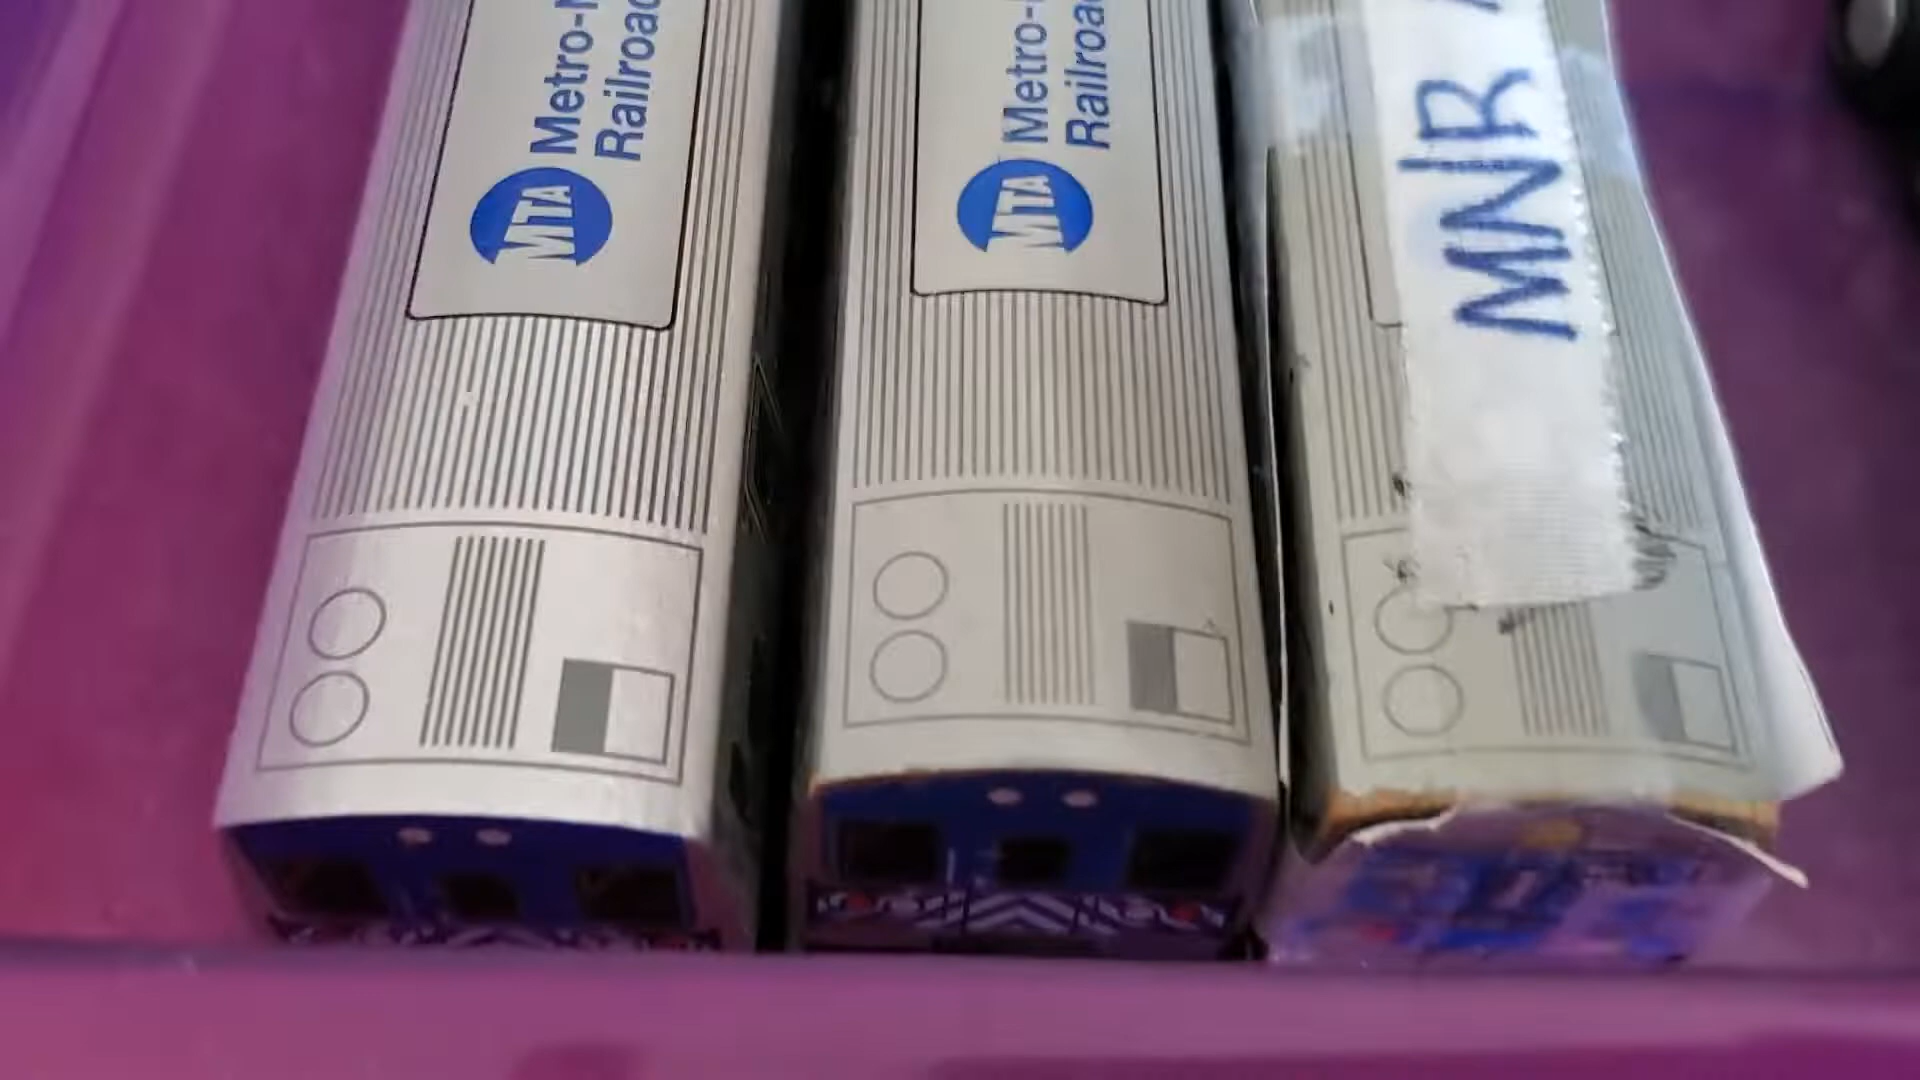 Metro-N
Railroad
MTA
Metro-
Railroad
MTA
MNR